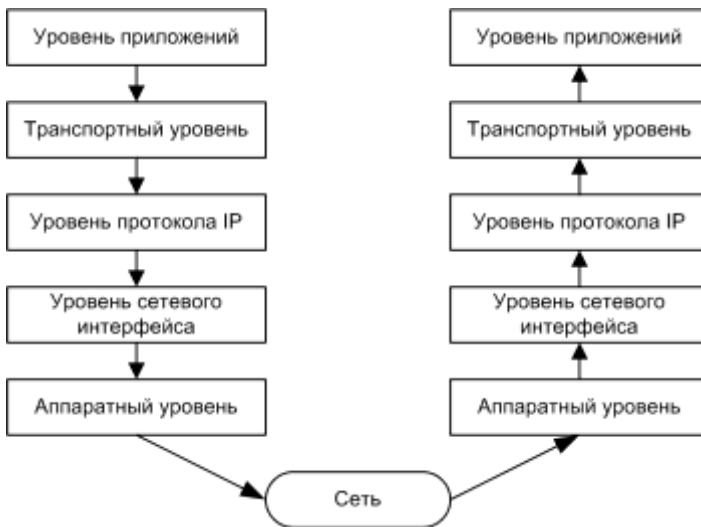 Уровень приложений
Транспортный уровень
Уровень протокола IP
Уровень сетевого
интерфейса
Аппаратный уровень
Уровень приложений
Транспортный уровень
Уровень протокола IP
Уровень сетевого
интерфейса
Аппаратный уровень
Сеть